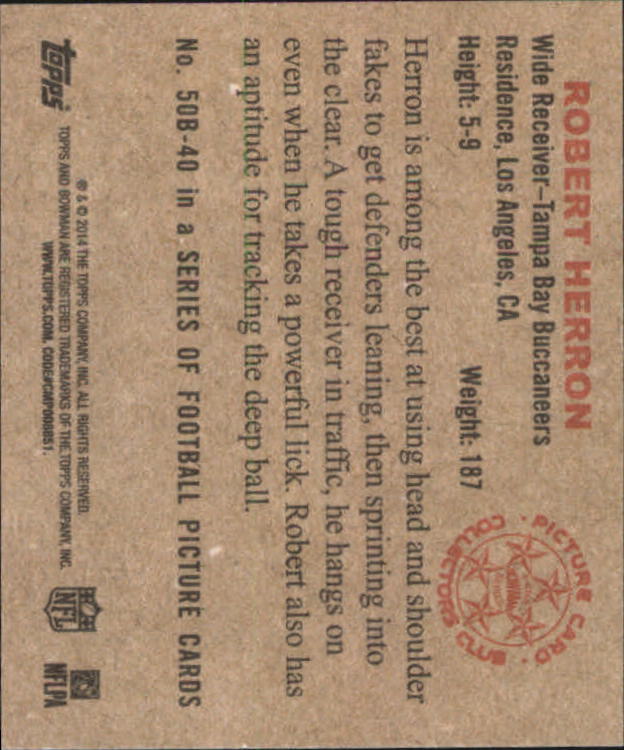 ROBERT HERRON
Wide Receiver–Tampa Bay Buccaneers
Residence, Los Angeles, CA
Height: 5-9 Weight: 187
PICTURE CARD COLLECTORS CLUB
Herron is among the best at using head and shoulder
fakes to get defenders leaning, then sprinting into
the clear. A tough receiver in traffic, he hangs on
even when he takes a powerful lick. Robert also has
an aptitude for tracking the deep ball.
No. 50B-40 in a SERIES OF FOOTBALL PICTURE CARDS
topps
® & © 2014 THE TOPPS COMPANY, INC. ALL RIGHTS RESERVED.
TOPPS AND BOWMAN ARE REGISTERED TRADEMARKS OF THE TOPPS COMPANY, INC.
WWW.TOPPS.COM. CODE#CMP008851.
NFL
NFLPA